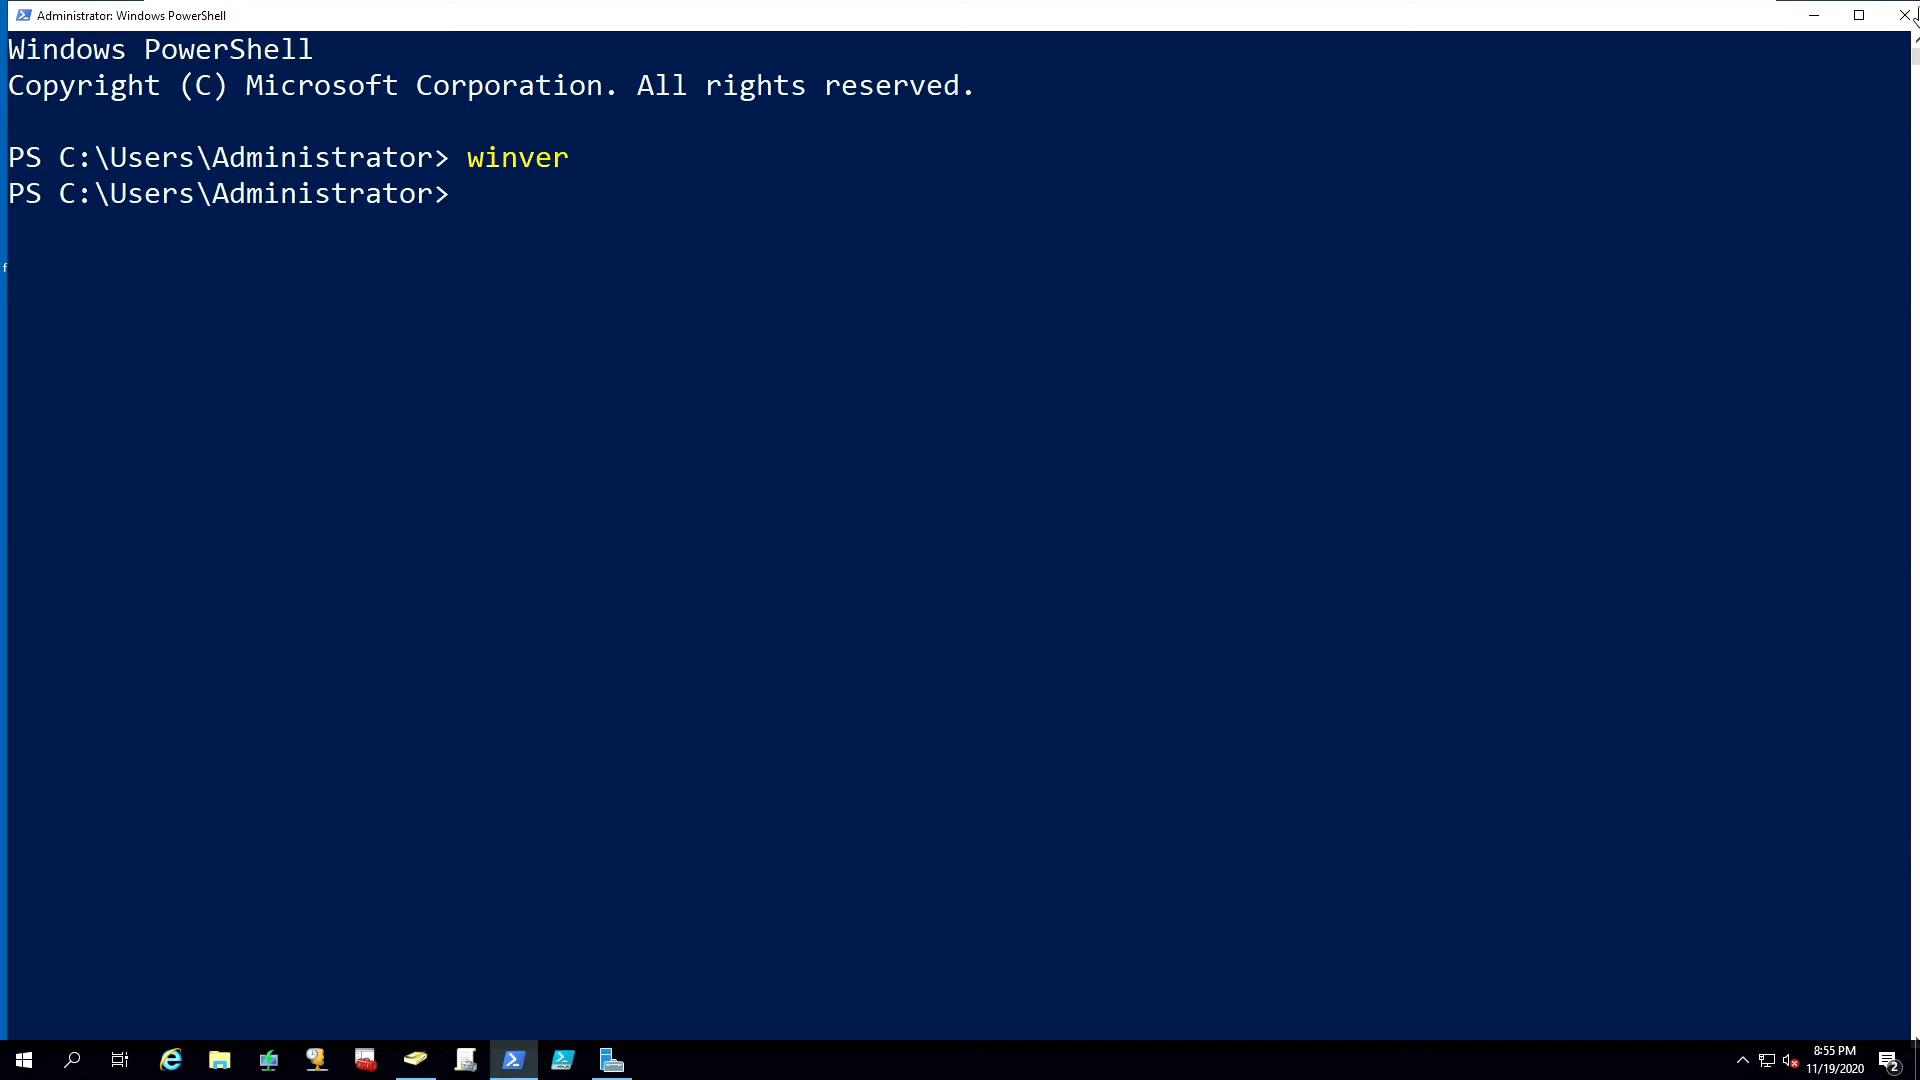 Administrator: Windows PowerShell
Windows PowerShell
Copyright (C) Microsoft Corporation. All rights reserved.
PS C:\Users\Administrator> winver
PS C:\Users\Administrator>
f
8:55 PM
11/19/2020
2